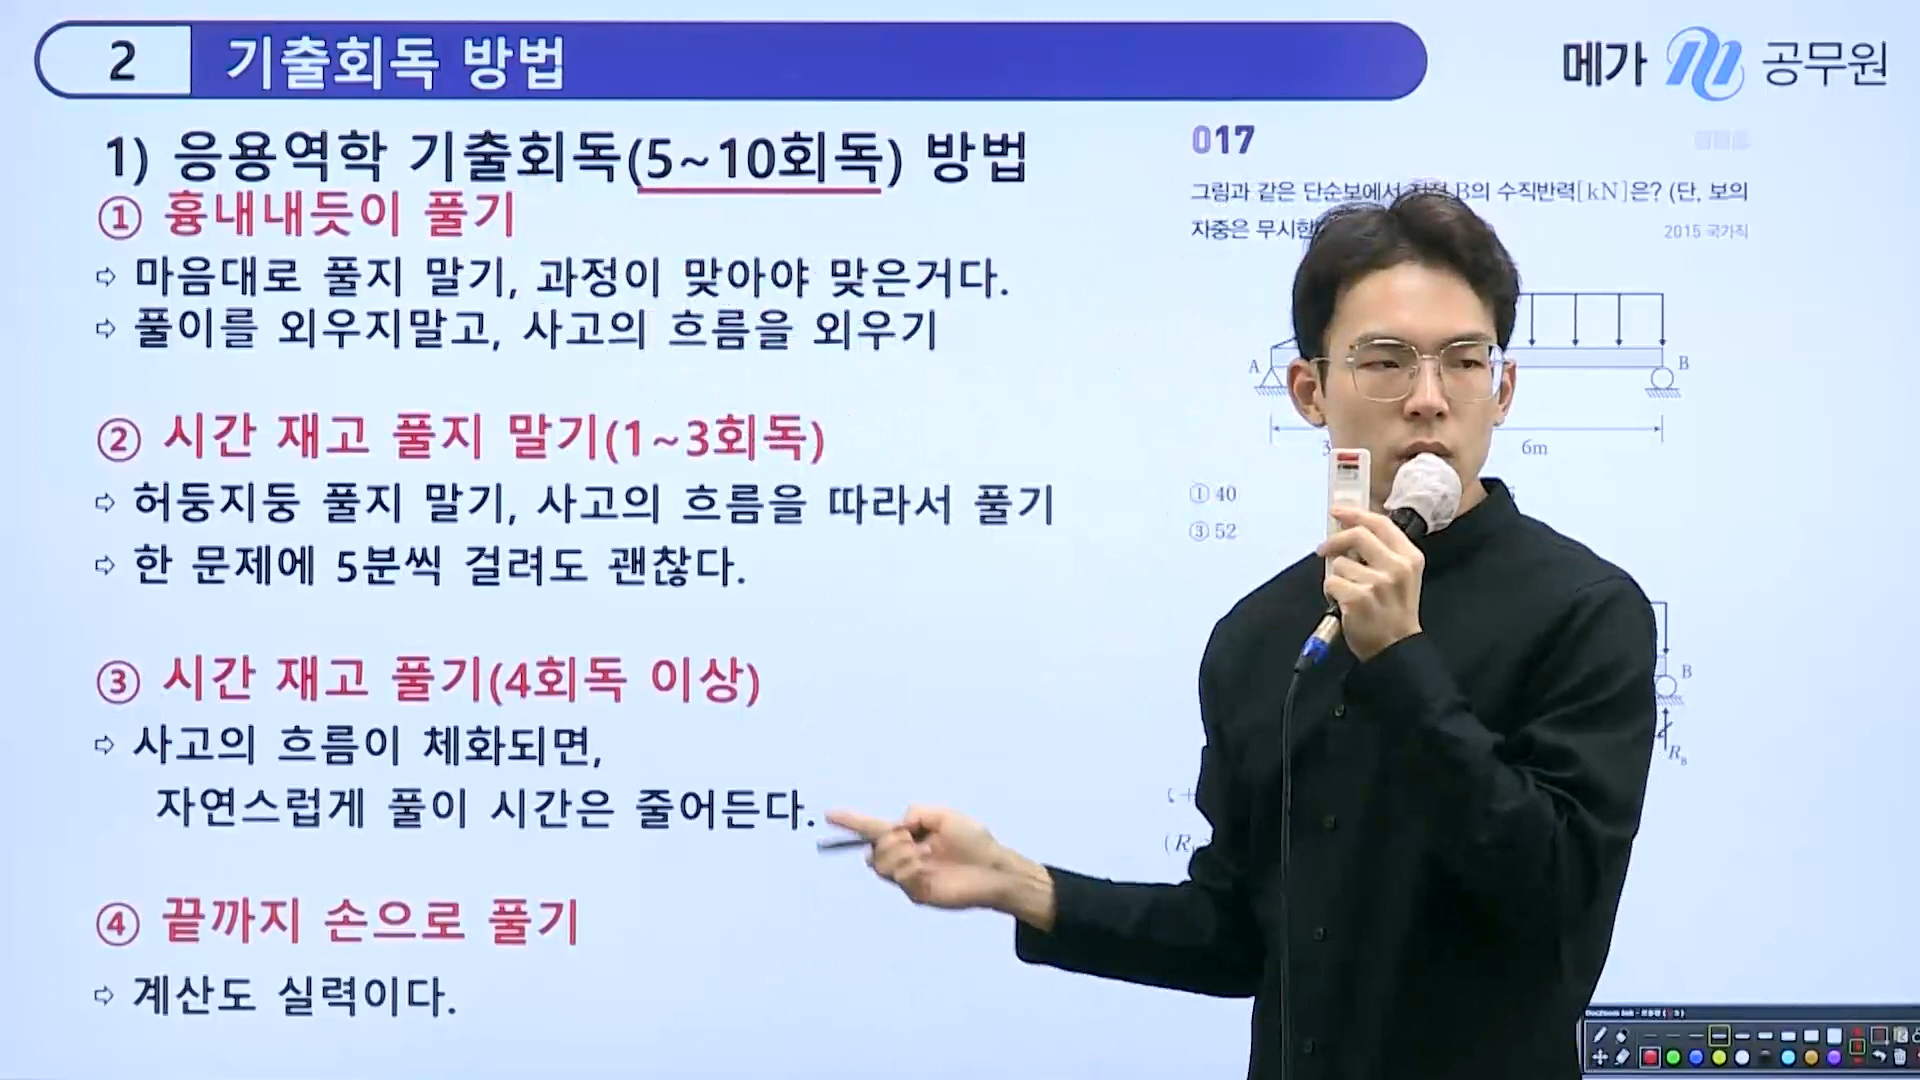 2 기출회독 방법
메가 공무원
1) 응용역학 기출회독(5~10회독) 방법
① 흉내내듯이 풀기
⇨ 마음대로 풀지 말기, 과정이 맞아야 맞은거다.
⇨ 풀이를 외우지말고, 사고의 흐름을 외우기
② 시간 재고 풀지 말기(1~3회독)
⇨ 허둥지둥 풀지 말기, 사고의 흐름을 따라서 풀기
⇨ 한 문제에 5분씩 걸려도 괜찮다.
③ 시간 재고 풀기(4회독 이상)
⇨ 사고의 흐름이 체화되면,
자연스럽게 풀이 시간은 줄어든다.
④ 끝까지 손으로 풀기
⇨ 계산도 실력이다.
017
그림과 같은 단순보에서 B의 수직반력[kN]은? (단, 보의
자중은 무시한
2015 국가직
A B
3 6m
① 40
③ 52
B
R_B
(+
(R